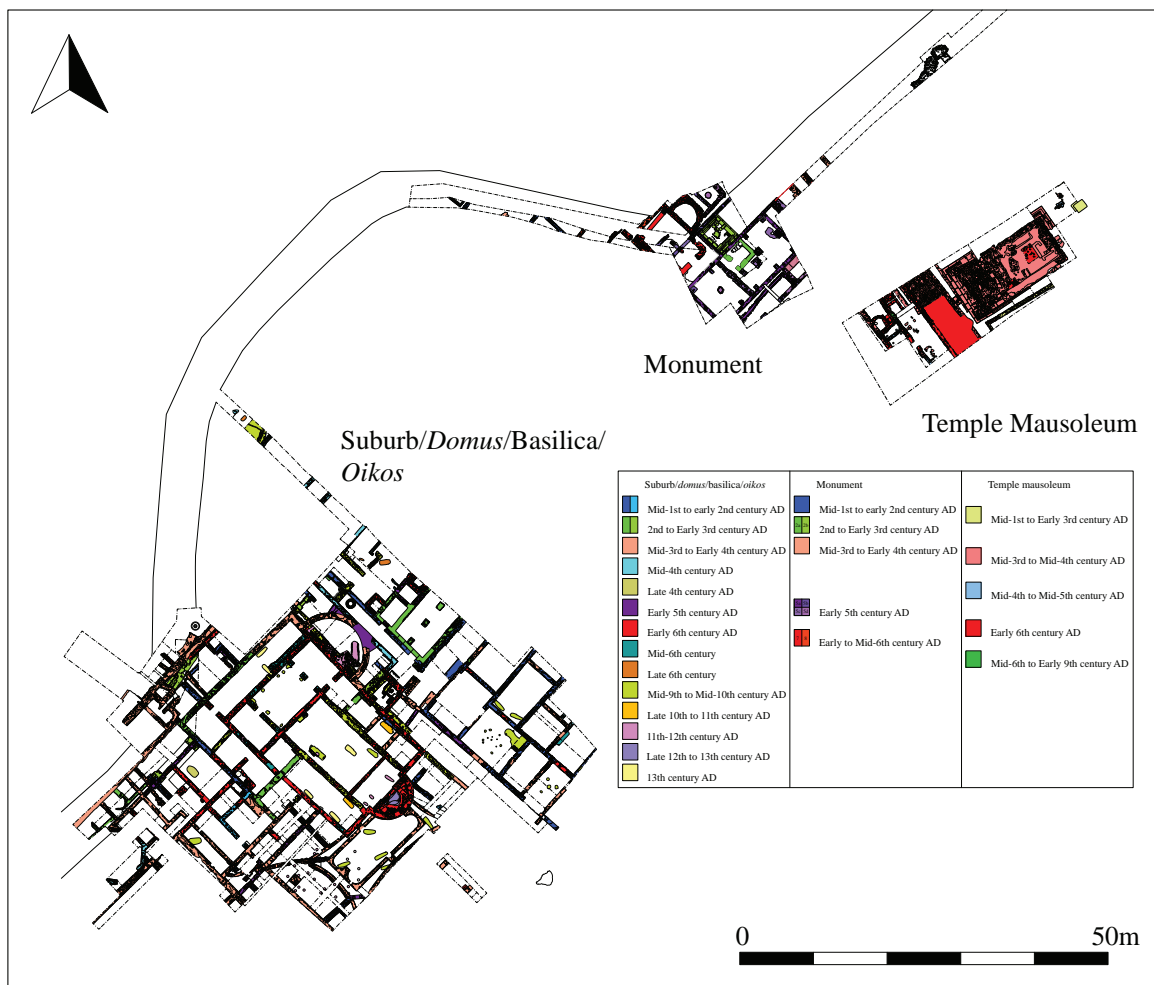 Monument
Temple Mausoleum
Suburb/Domus/Basilica/
Oikos
Suburb/domus/basilica/oikos
Mid-1st to early 2nd century AD
2nd to Early 3rd century AD
Mid-3rd to Early 4th century AD
Mid-4th century AD
Late 4th century AD
Early 5th century AD
Early 6th century AD
Mid-6th century
Late 6th century
Mid-9th to Mid-10th century AD
Late 10th to 11th century AD
11th-12th century AD
Late 12th to 13th century AD
13th century AD
Monument
Mid-1st to early 2nd century AD
2nd to Early 3rd century AD
Mid-3rd to Early 4th century AD
Early 5th century AD
Early to Mid-6th century AD
Temple mausoleum
Mid-1st to Early 3rd century AD
Mid-3rd to Mid-4th century AD
Mid-4th to Mid-5th century AD
Early 6th century AD
Mid-6th to Early 9th century AD
0 50m